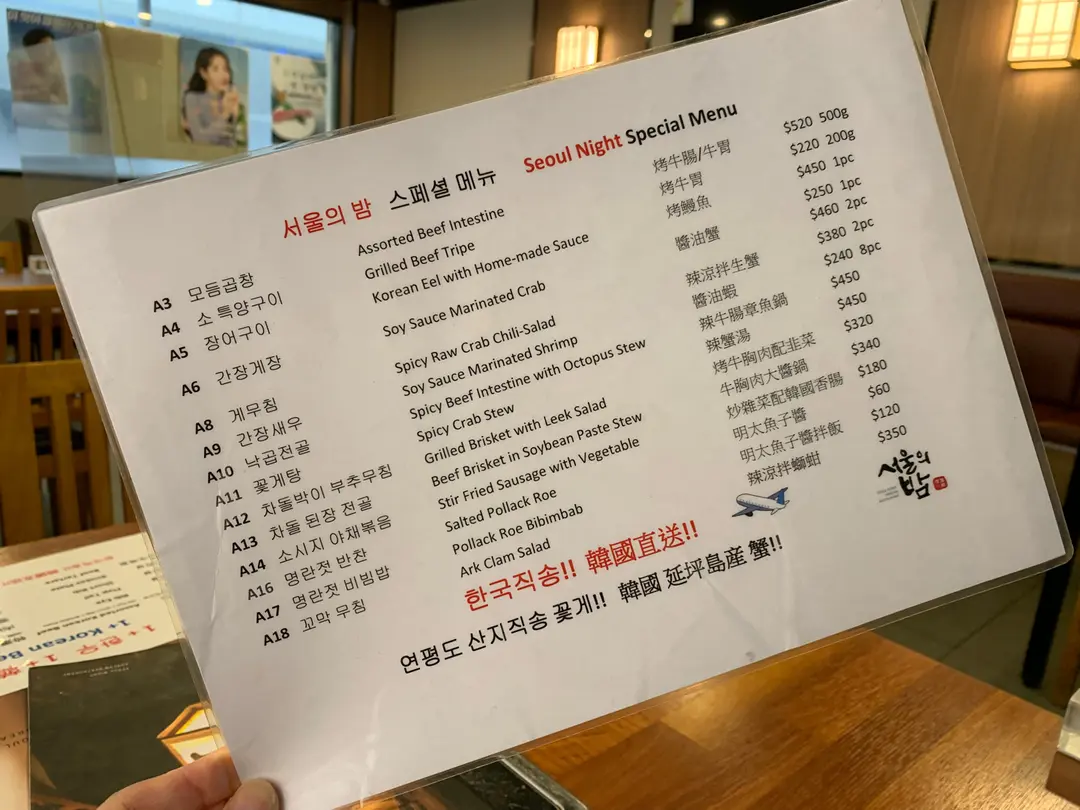 서울의 밤 스페셜 메뉴 Seoul Night Special Menu
A3 모듬곱창 Assorted Beef Intestine 烤牛腸/牛胃 $520 500g
A4 소 특양구이 Grilled Beef Tripe 烤牛胃 $220 200g
A5 장어구이 Korean Eel with Home-made Sauce 烤鰻魚 $450 1pc
$250 1pc
A6 간장게장 Soy Sauce Marinated Crab 醬油蟹 $460 2pc
A8 게무침 Spicy Raw Crab Chili-Salad 辣涼拌生蟹 $380 2pc
A9 간장새우 Soy Sauce Marinated Shrimp 醬油蝦 $240 8pc
A10 낙곱전골 Spicy Beef Intestine with Octopus Stew 辣牛腸章魚鍋 $450
A11 꽃게탕 Spicy Crab Stew 辣蟹湯 $450
A12 차돌박이 부추무침 Grilled Brisket with Leek Salad 烤牛胸肉配韭菜 $320
A13 차돌 된장 전골 Beef Brisket in Soybean Paste Stew 牛胸肉大醬鍋 $340
A14 소시지 야채볶음 Stir Fried Sausage with Vegetable 炒雜菜配韓國香腸 $180
A16 명란젓 반찬 Salted Pollack Roe 明太魚子醬 $60
A17 명란젓 비빔밥 Pollack Roe Bibimbab 明太魚子醬拌飯 $120
A18 꼬막 무침 Ark Clam Salad 辣涼拌螄蚶 $350
한국직송!! 韓國直送!!
연평도 산지직송 꽃게!! 韓國 延坪島産 蟹!!
서울의 밤
1+한우 1+韓
1+ Korean Be